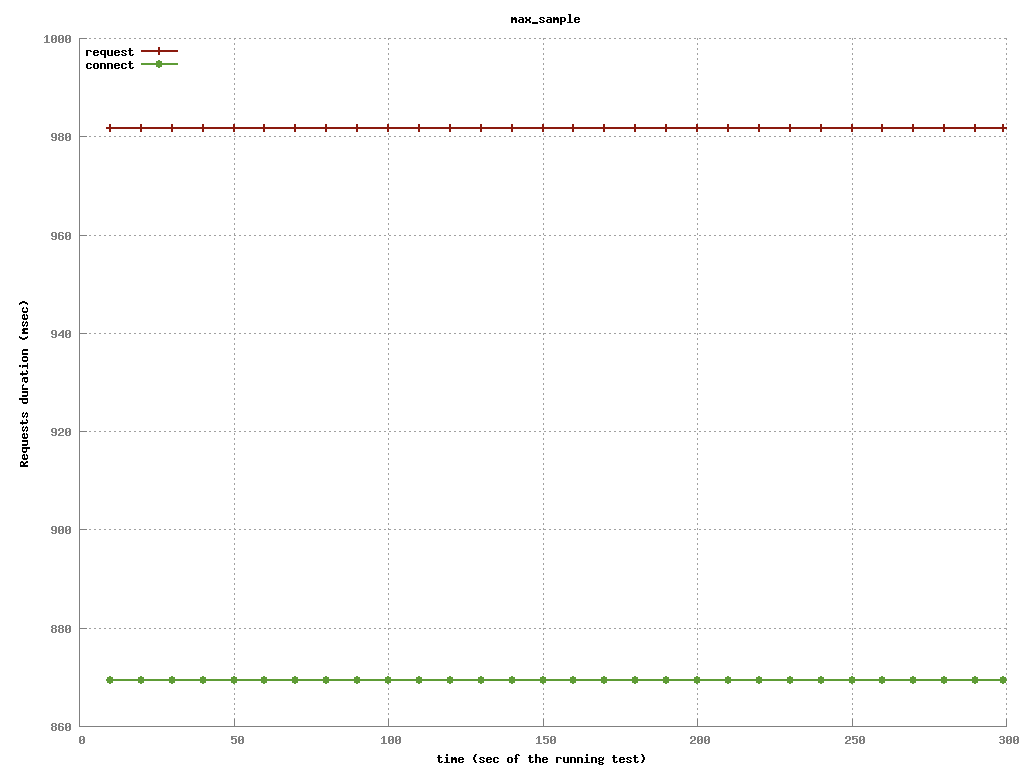 max_sample
1000
request
connect
980
960
940
920
900
880
860
Requests duration (msec)
0 50 100 150 200 250 300
time (sec of the running test)